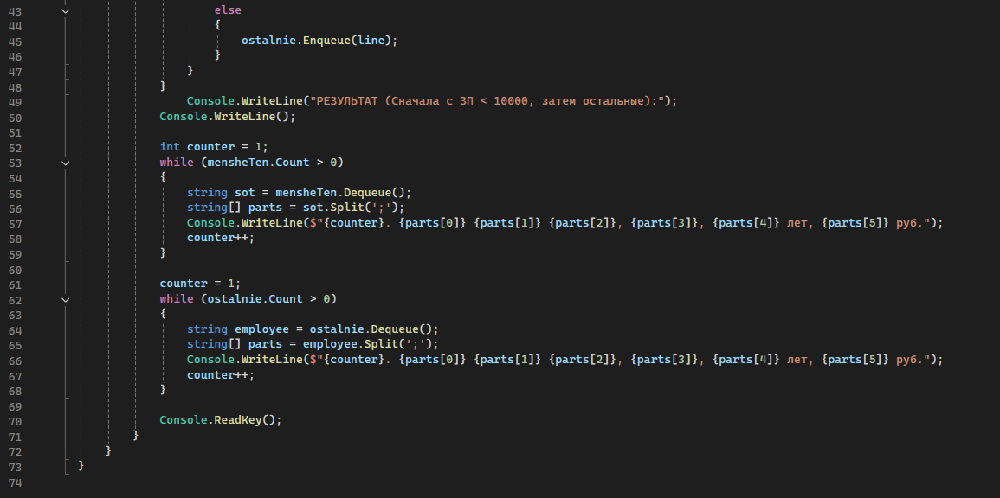 43 else
44 {
45 ostalnie.Enqueue(line);
46 }
47 }
48 }
49 Console.WriteLine("РЕЗУЛЬТАТ (Сначала с ЗП < 10000, затем остальные):");
50 Console.WriteLine();
51
52 int counter = 1;
53 while (mensheTen.Count > 0)
54 {
55 string sot = mensheTen.Dequeue();
56 string[] parts = sot.Split(';');
57 Console.WriteLine($"{counter}. {parts[0]} {parts[1]} {parts[2]}, {parts[3]}, {parts[4]} лет, {parts[5]} руб.");
58 counter++;
59 }
60
61 counter = 1;
62 while (ostalnie.Count > 0)
63 {
64 string employee = ostalnie.Dequeue();
65 string[] parts = employee.Split(';');
66 Console.WriteLine($"{counter}. {parts[0]} {parts[1]} {parts[2]}, {parts[3]}, {parts[4]} лет, {parts[5]} руб.");
67 counter++;
68 }
69
70 Console.ReadKey();
71 }
72 }
73 }
74